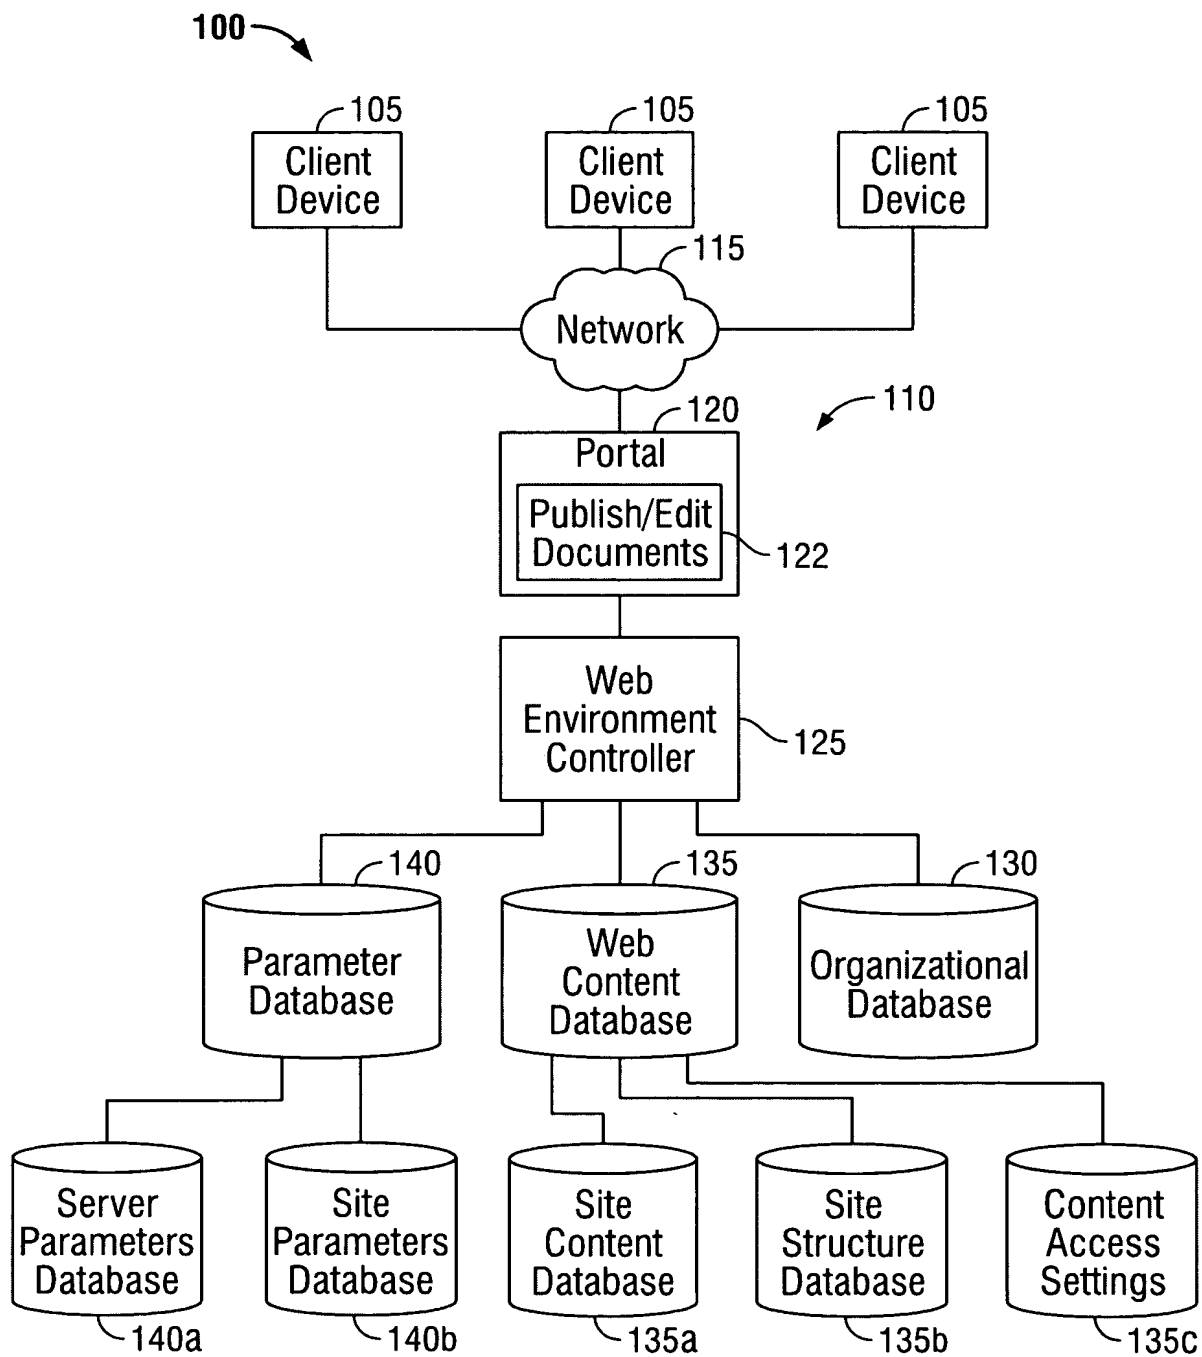 100
105
105
105
Client
Device
Client
Device
Client
Device
115
Network
110
120
Portal
Publish/Edit
Documents
122
Web
Environment
Controller
125
140
135
130
Parameter
Database
Web
Content
Database
Organizational
Database
Server
Parameters
Database
Site
Parameters
Database
Site
Content
Database
Site
Structure
Database
Content
Access
Settings
140a
140b
135a
135b
135c